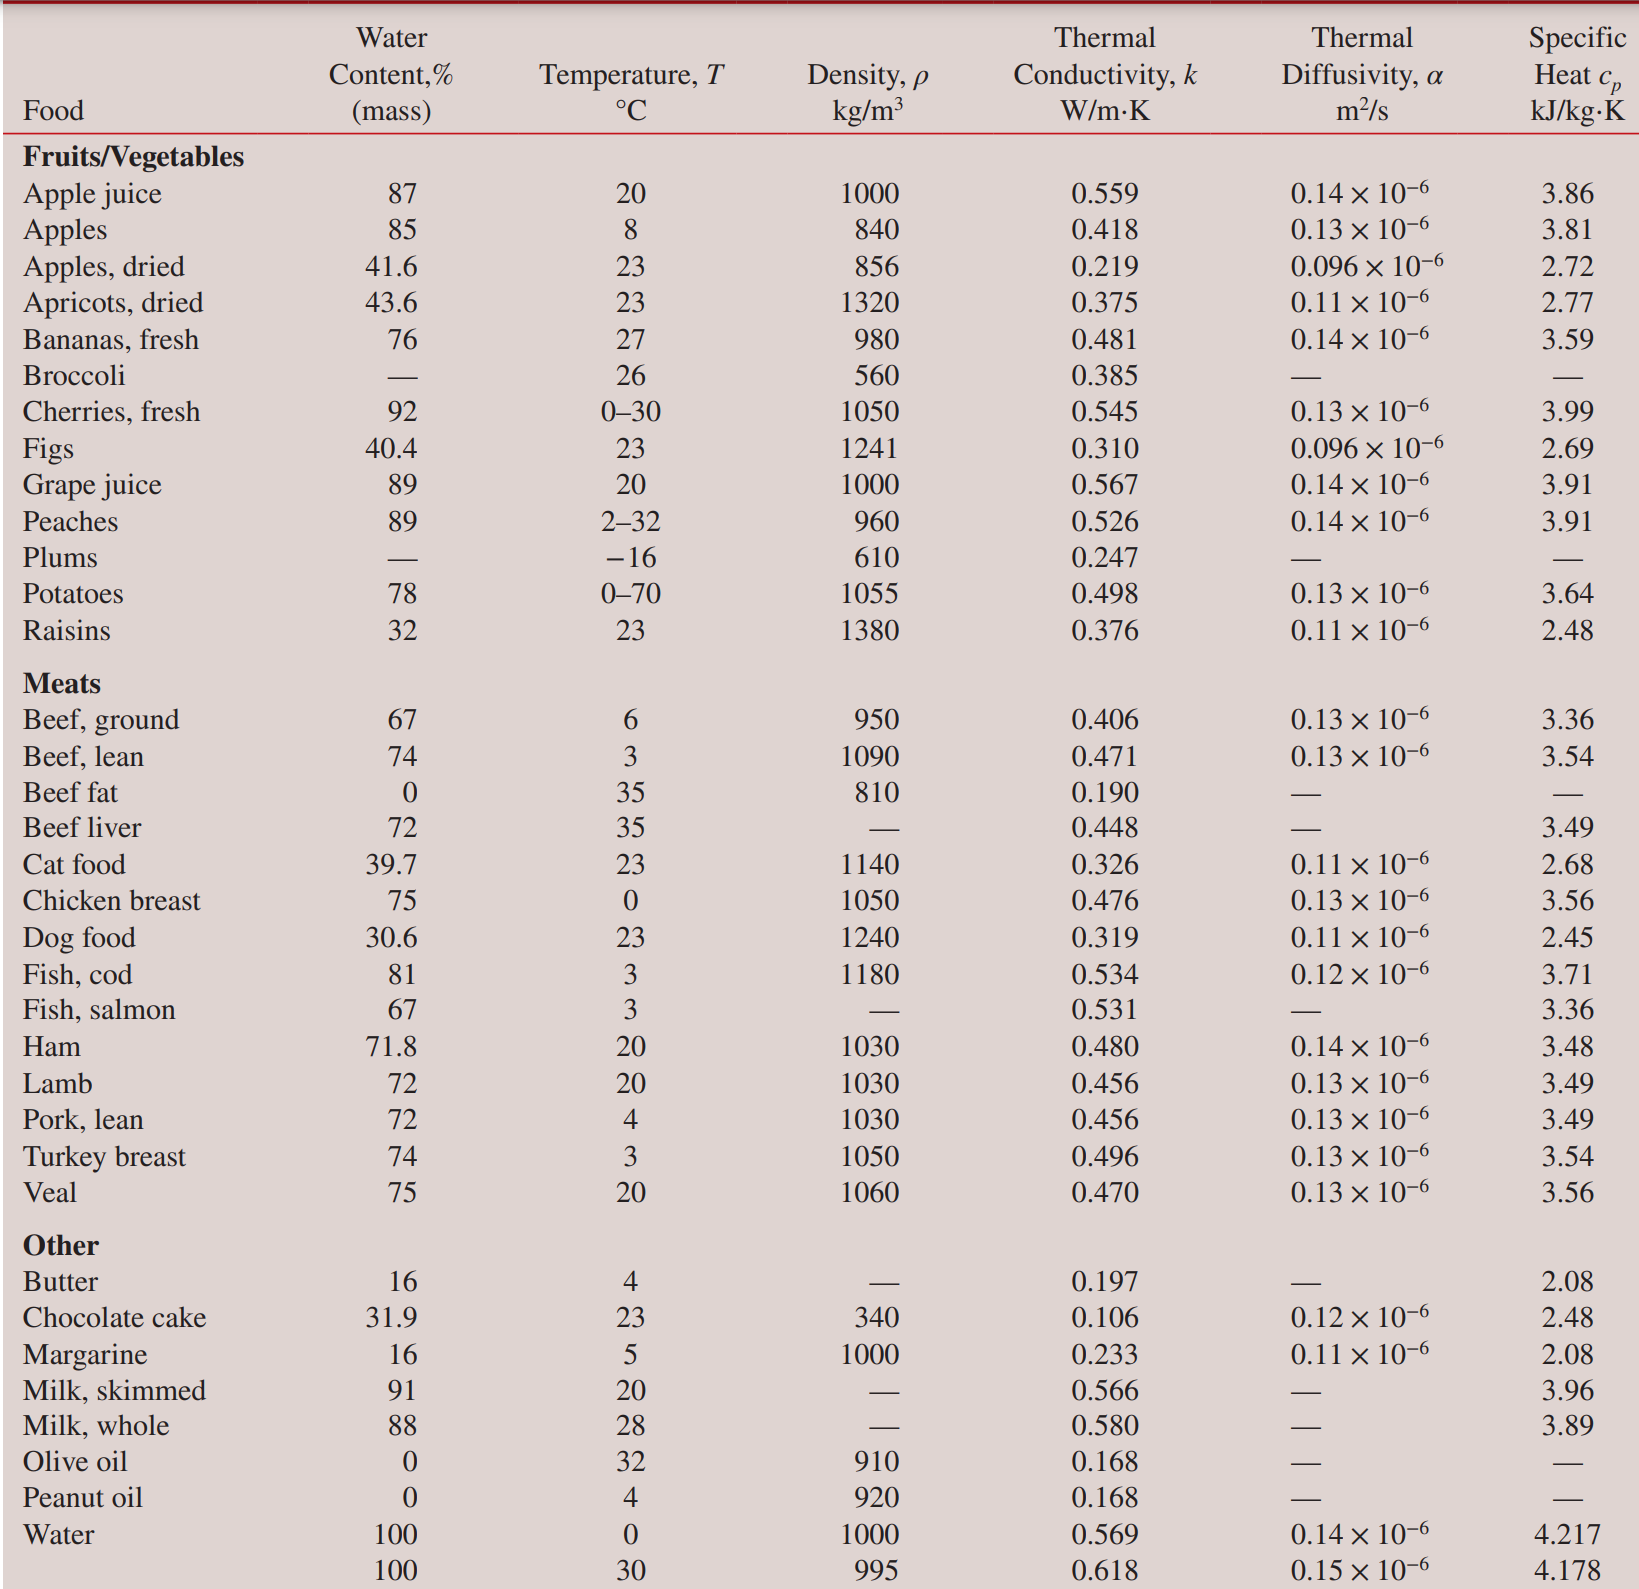 Water Thermal Thermal Specific
Content,% Temperature, T Density, ρ Conductivity, k Diffusivity, α Heat cp
Food (mass) °C kg/m³ W/m·K m²/s kJ/kg·K
Fruits/Vegetables
Apple juice 87 20 1000 0.559 0.14 × 10⁻⁶ 3.86
Apples 85 8 840 0.418 0.13 × 10⁻⁶ 3.81
Apples, dried 41.6 23 856 0.219 0.096 × 10⁻⁶ 2.72
Apricots, dried 43.6 23 1320 0.375 0.11 × 10⁻⁶ 2.77
Bananas, fresh 76 27 980 0.481 0.14 × 10⁻⁶ 3.59
Broccoli — 26 560 0.385 — —
Cherries, fresh 92 0–30 1050 0.545 0.13 × 10⁻⁶ 3.99
Figs 40.4 23 1241 0.310 0.096 × 10⁻⁶ 2.69
Grape juice 89 20 1000 0.567 0.14 × 10⁻⁶ 3.91
Peaches 89 2–32 960 0.526 0.14 × 10⁻⁶ 3.91
Plums — −16 610 0.247 — —
Potatoes 78 0–70 1055 0.498 0.13 × 10⁻⁶ 3.64
Raisins 32 23 1380 0.376 0.11 × 10⁻⁶ 2.48
Meats
Beef, ground 67 6 950 0.406 0.13 × 10⁻⁶ 3.36
Beef, lean 74 3 1090 0.471 0.13 × 10⁻⁶ 3.54
Beef fat 0 35 810 0.190 — —
Beef liver 72 35 — 0.448 — 3.49
Cat food 39.7 23 1140 0.326 0.11 × 10⁻⁶ 2.68
Chicken breast 75 0 1050 0.476 0.13 × 10⁻⁶ 3.56
Dog food 30.6 23 1240 0.319 0.11 × 10⁻⁶ 2.45
Fish, cod 81 3 1180 0.534 0.12 × 10⁻⁶ 3.71
Fish, salmon 67 3 — 0.531 — 3.36
Ham 71.8 20 1030 0.480 0.14 × 10⁻⁶ 3.48
Lamb 72 20 1030 0.456 0.13 × 10⁻⁶ 3.49
Pork, lean 72 4 1030 0.456 0.13 × 10⁻⁶ 3.49
Turkey breast 74 3 1050 0.496 0.13 × 10⁻⁶ 3.54
Veal 75 20 1060 0.470 0.13 × 10⁻⁶ 3.56
Other
Butter 16 4 — 0.197 — 2.08
Chocolate cake 31.9 23 340 0.106 0.12 × 10⁻⁶ 2.48
Margarine 16 5 1000 0.233 0.11 × 10⁻⁶ 2.08
Milk, skimmed 91 20 — 0.566 — 3.96
Milk, whole 88 28 — 0.580 — 3.89
Olive oil 0 32 910 0.168 — —
Peanut oil 0 4 920 0.168 — —
Water 100 0 1000 0.569 0.14 × 10⁻⁶ 4.217
100 30 995 0.618 0.15 × 10⁻⁶ 4.178